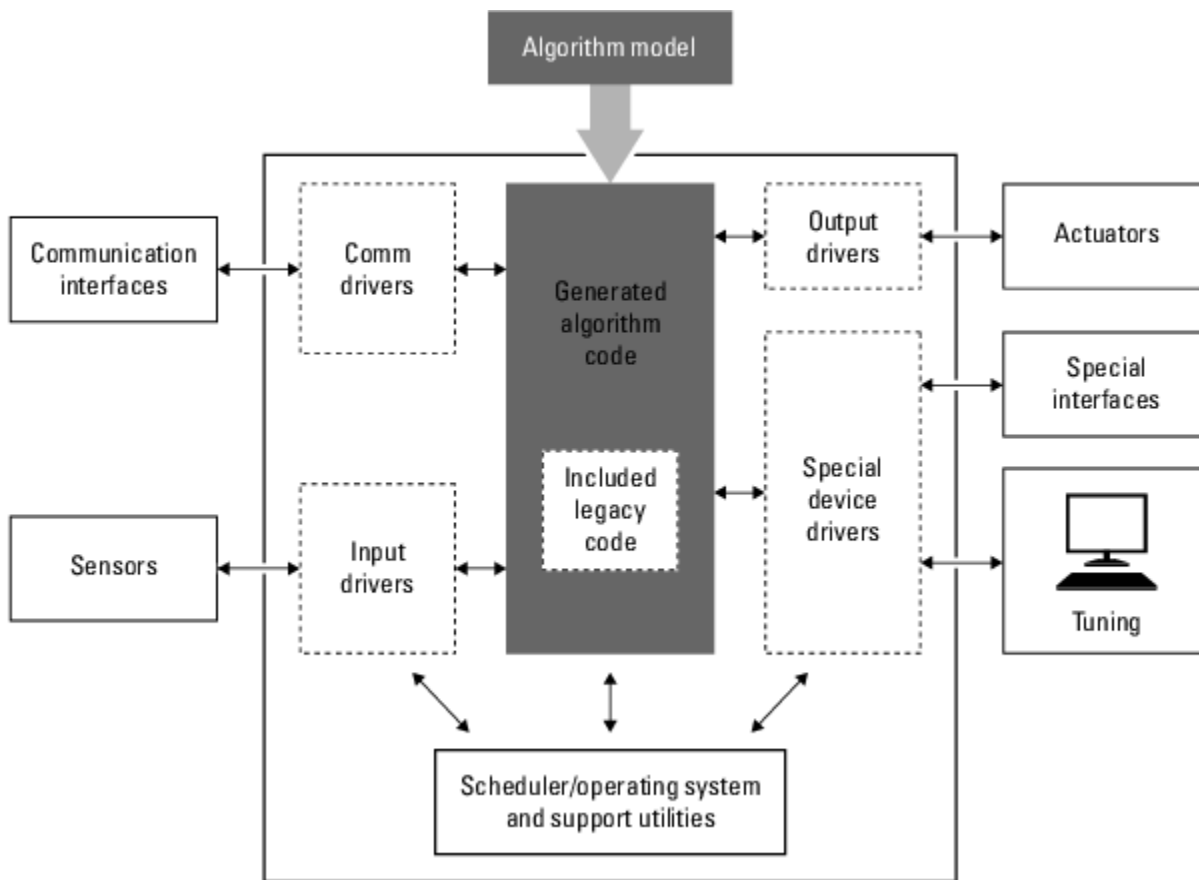 Algorithm model
Communication
interfaces
Comm
drivers
Generated
algorithm
code
Output
drivers
Actuators
Special
interfaces
Included
legacy
code
Special
device
drivers
Sensors
Input
drivers
Tuning
Scheduler/operating system
and support utilities